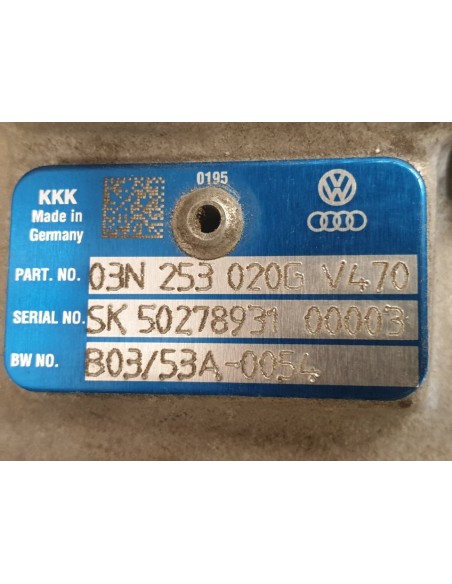 0195
KKK
Made in
Germany
PART. NO. 03N 253 020G V470
SERIAL NO. SK 50278931 00003
BW NO. B03/53A-0054